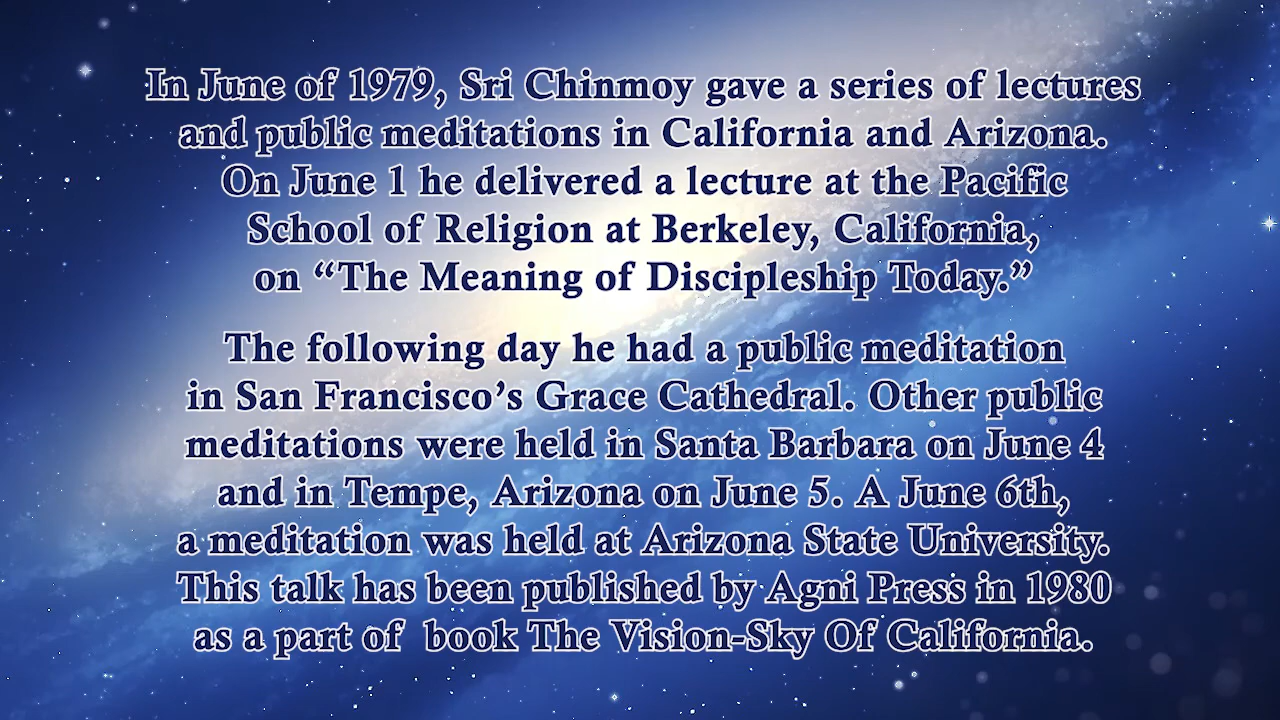 In June of 1979, Sri Chinmoy gave a series of lectures
and public meditations in California and Arizona.
On June 1 he delivered a lecture at the Pacific
School of Religion at Berkeley, California,
on “The Meaning of Discipleship Today.”
The following day he had a public meditation
in San Francisco’s Grace Cathedral. Other public
meditations were held in Santa Barbara on June 4
and in Tempe, Arizona on June 5. A June 6th,
a meditation was held at Arizona State University.
This talk has been published by Agni Press in 1980
as a part of  book The Vision-Sky Of California.